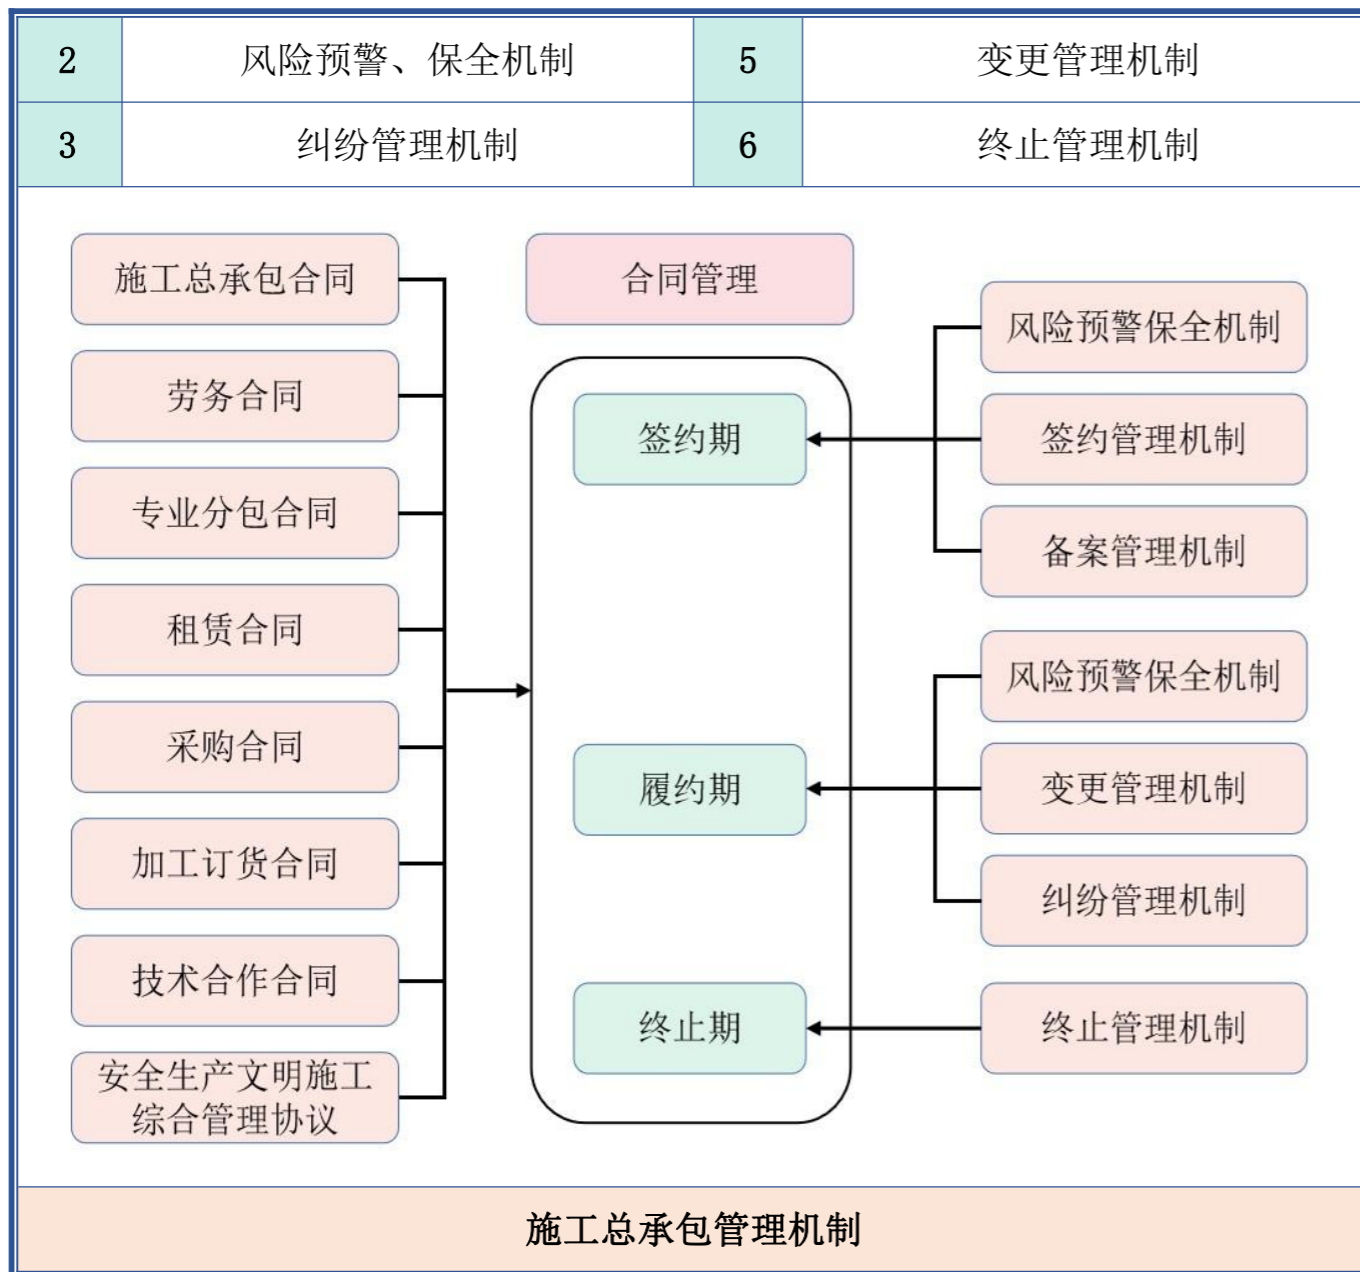 2 风险预警、保全机制 5 变更管理机制
3 纠纷管理机制 6 终止管理机制
施工总承包合同
劳务合同
专业分包合同
租赁合同
采购合同
加工订货合同
技术合作合同
安全生产文明施工
综合管理协议
合同管理
签约期
履约期
终止期
风险预警保全机制
签约管理机制
备案管理机制
风险预警保全机制
变更管理机制
纠纷管理机制
终止管理机制
施工总承包管理机制